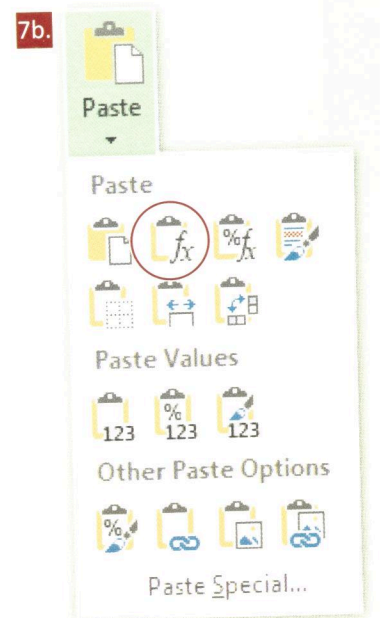 7b.
Paste
Paste
fx %fx
Paste Values
123 % 123 123
Other Paste Options
%
Paste Special...